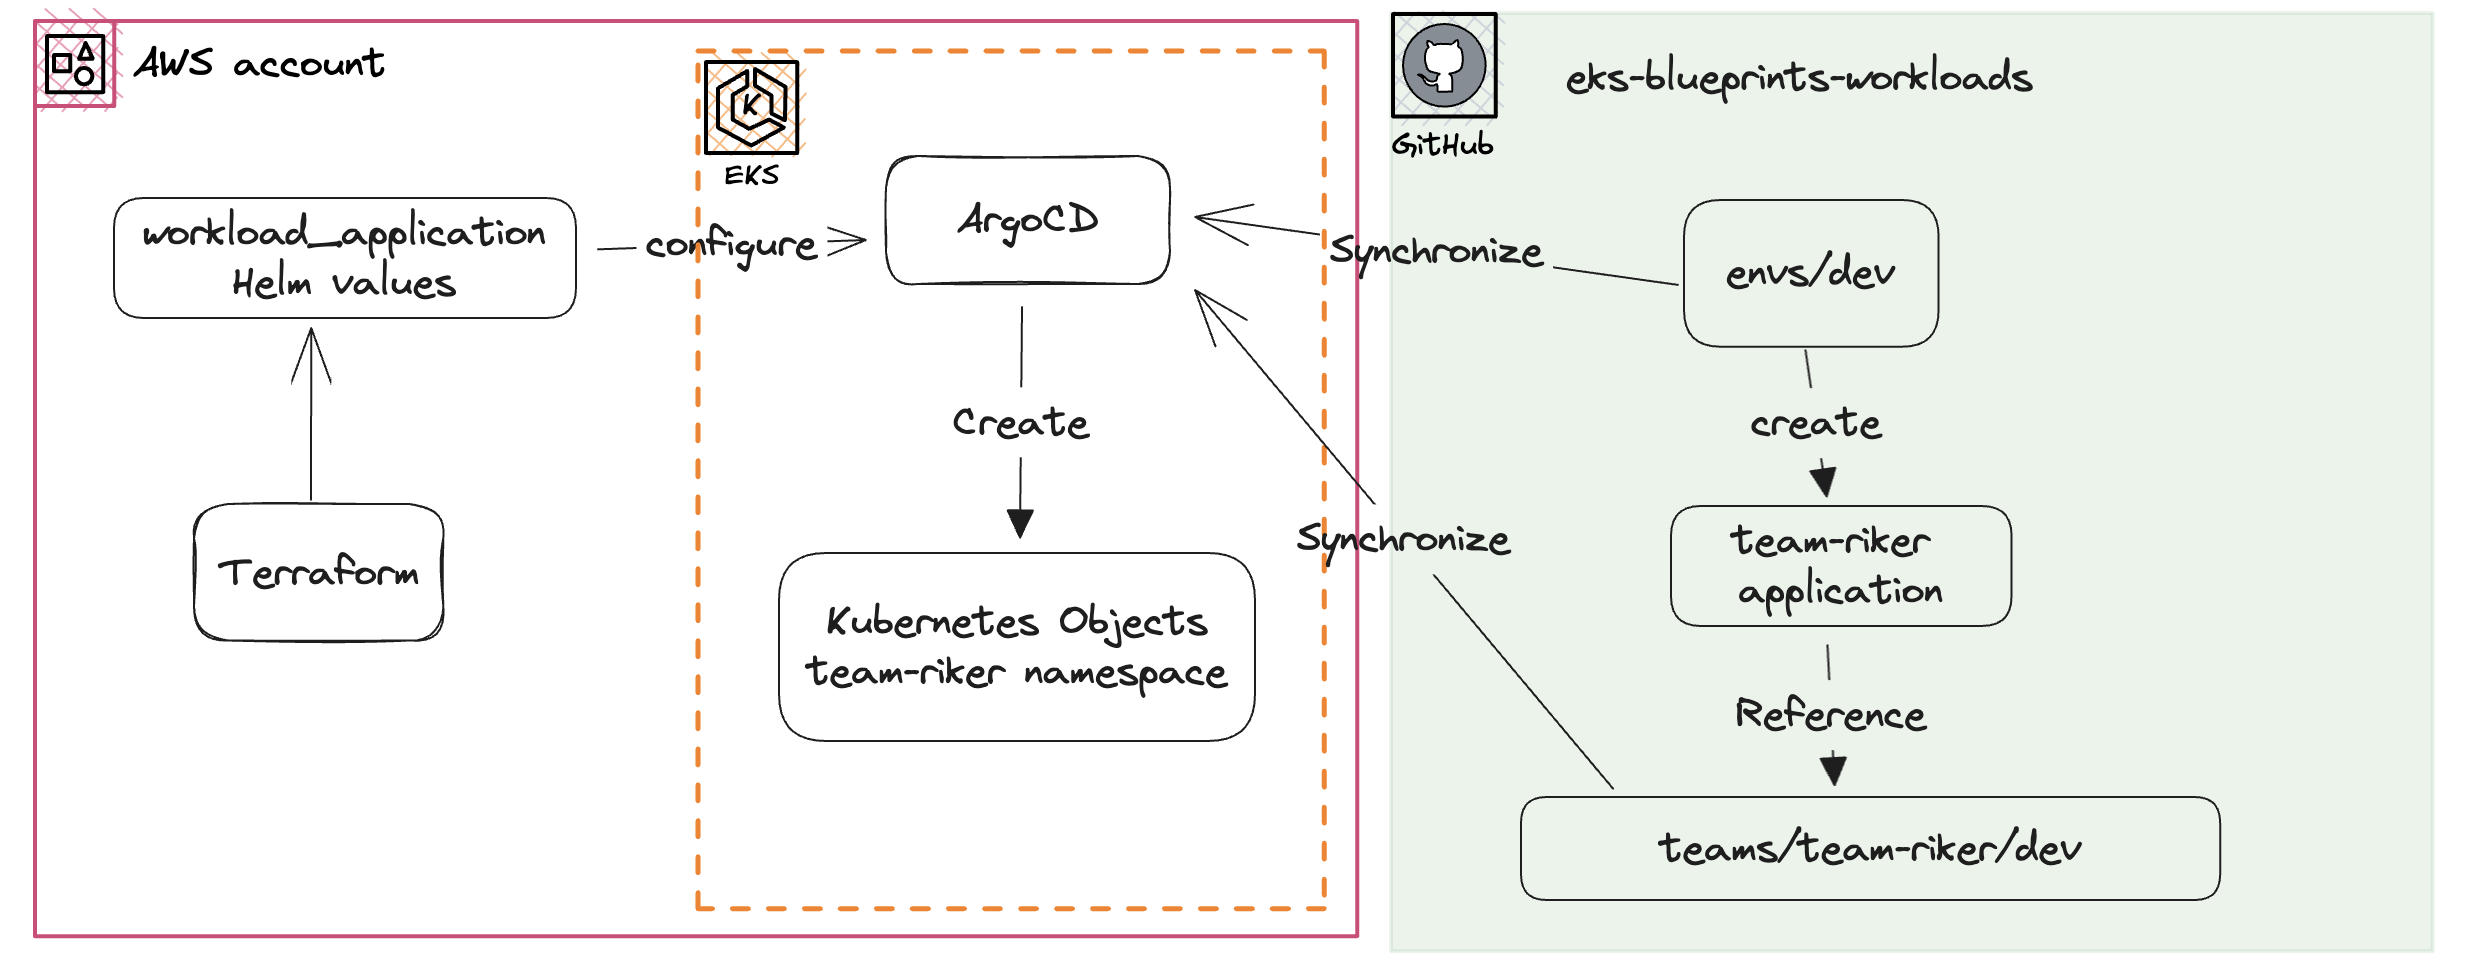 AWS account
EKS
GitHub
eks-blueprints-workloads
workload_application
Helm values
configure
ArgoCD
Synchronize
envs/dev
Create
create
Terraform
Kubernetes Objects
team-riker namespace
Synchronize
team-riker
application
Reference
teams/team-riker/dev
K